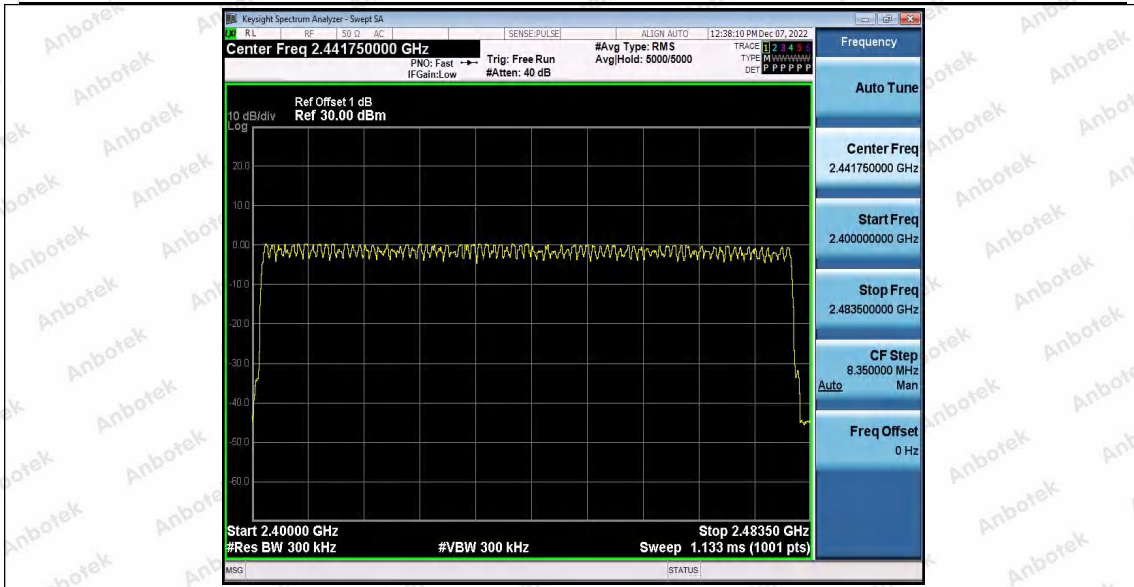 Keysight Spectrum Analyzer - Swept SA
RL RF 50 Ω AC SENSE:PULSE ALIGN AUTO 12:38:10 PM Dec 07, 2022
Center Freq 2.441750000 GHz
PNO: Fast
IFGain:Low
Trig: Free Run
#Atten: 40 dB
#Avg Type: RMS
Avg|Hold: 5000/5000
TRACE 1 2 3 4 5 6
TYPE M WWWWW
DET P P P P P P
Ref Offset 1 dB
10 dB/div Ref 30.00 dBm
Log
20.0
10.0
0.00
-10.0
-20.0
-30.0
-40.0
-50.0
-60.0
Start 2.40000 GHz Stop 2.48350 GHz
#Res BW 300 kHz #VBW 300 kHz Sweep 1.133 ms (1001 pts)
MSG STATUS
Frequency
Auto Tune
Center Freq
2.441750000 GHz
Start Freq
2.400000000 GHz
Stop Freq
2.483500000 GHz
CF Step
8.350000 MHz
Auto Man
Freq Offset
0 Hz
Anbotek